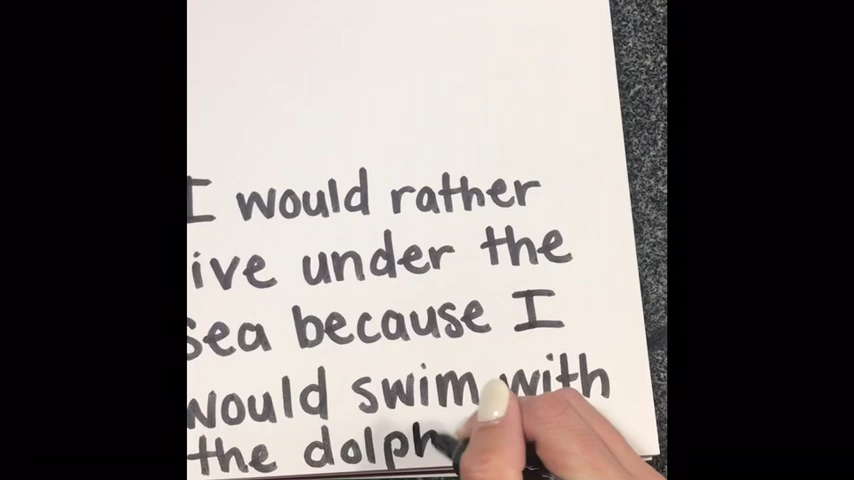 I would rather
ive under the
sea because I
would swim with
the dolph